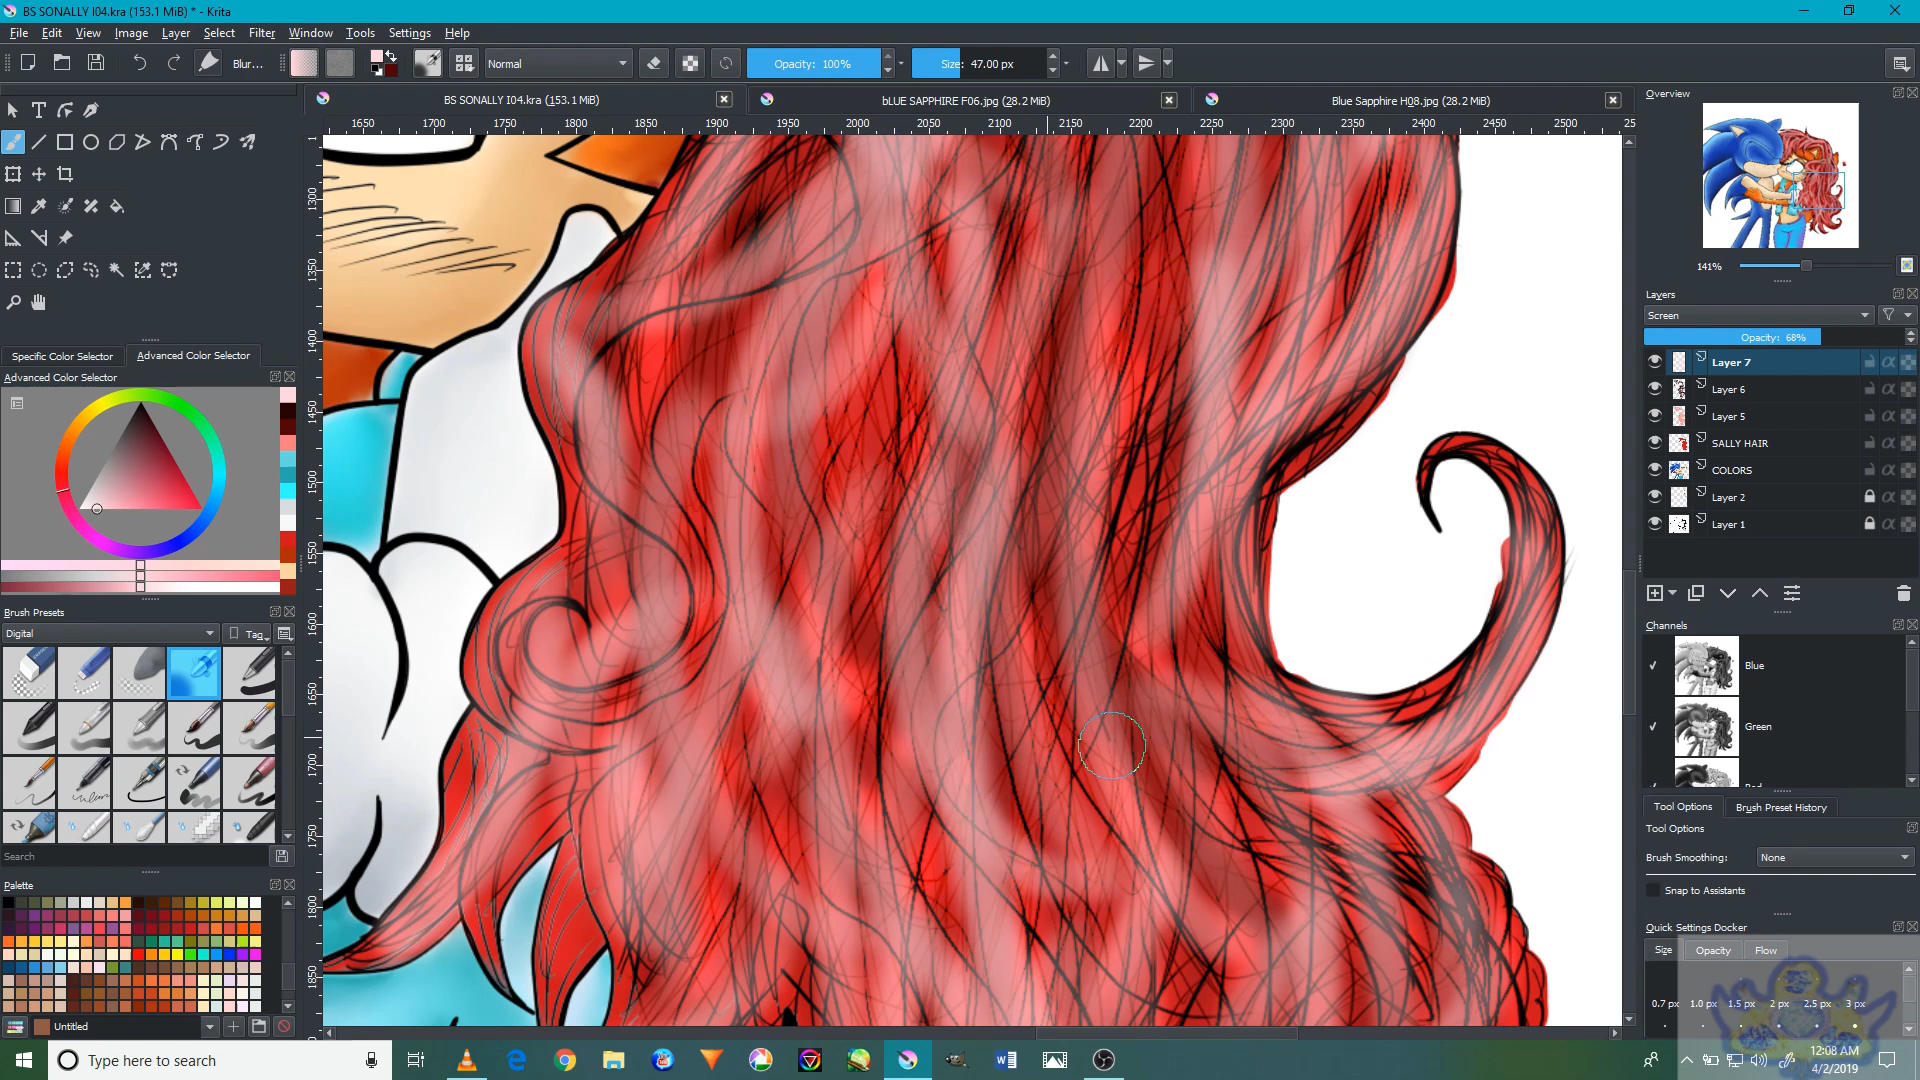 BS SONALLY I04.kra (153.1 MiB) * - Krita
File Edit View Image Layer Select Filter Window Tools Settings Help
Blur... Normal Opacity: 100% Size: 47.00 px
BS SONALLY I04.kra (153.1 MiB) bLUE SAPPHIRE F06.jpg (28.2 MiB) Blue Sapphire H08.jpg (28.2 MiB)
Overview
1650 1700 1750 1800 1850 1900 1950 2000 2050 2100 2150 2200 2250 2300 2350 2400 2450 2500 25
1300
1350
1400
1450
1500
1550
1600
1650
1700
1750
1800
1850
141%
Layers
Screen
Opacity: 68%
Layer 7
Layer 6
Layer 5
SALLY HAIR
COLORS
Layer 2
Layer 1
Specific Color Selector Advanced Color Selector
Advanced Color Selector
Brush Presets
Digital Tag
Search
Palette
Untitled
Channels
Blue
Green
Red
Tool Options Brush Preset History
Tool Options
Brush Smoothing: None
Snap to Assistants
Quick Settings Docker
Size Opacity Flow
0.7 px 1.0 px 1.5 px 2 px 2.5 px 3 px
Type here to search
12:08 AM
4/2/2019